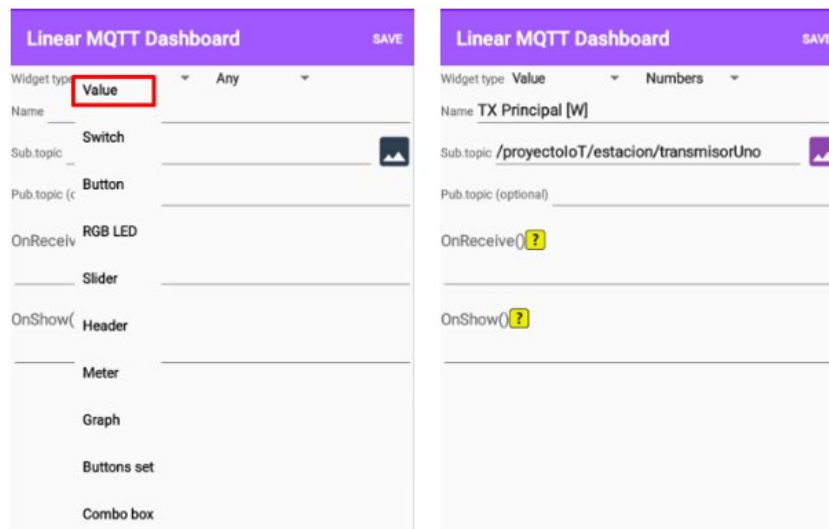 Linear MQTT Dashboard SAVE
Widget type Any
Value
Name
Switch
Sub.topic
Button
Pub.topic (o
RGB LED
OnReceiv
Slider
OnShow(
Header
Meter
Graph
Buttons set
Combo box
Linear MQTT Dashboard SAVE
Widget type Value Numbers
Name TX Principal [W]
Sub.topic /proyectoIoT/estacion/transmisorUno
Pub.topic (optional)
OnReceive()?
OnShow()?